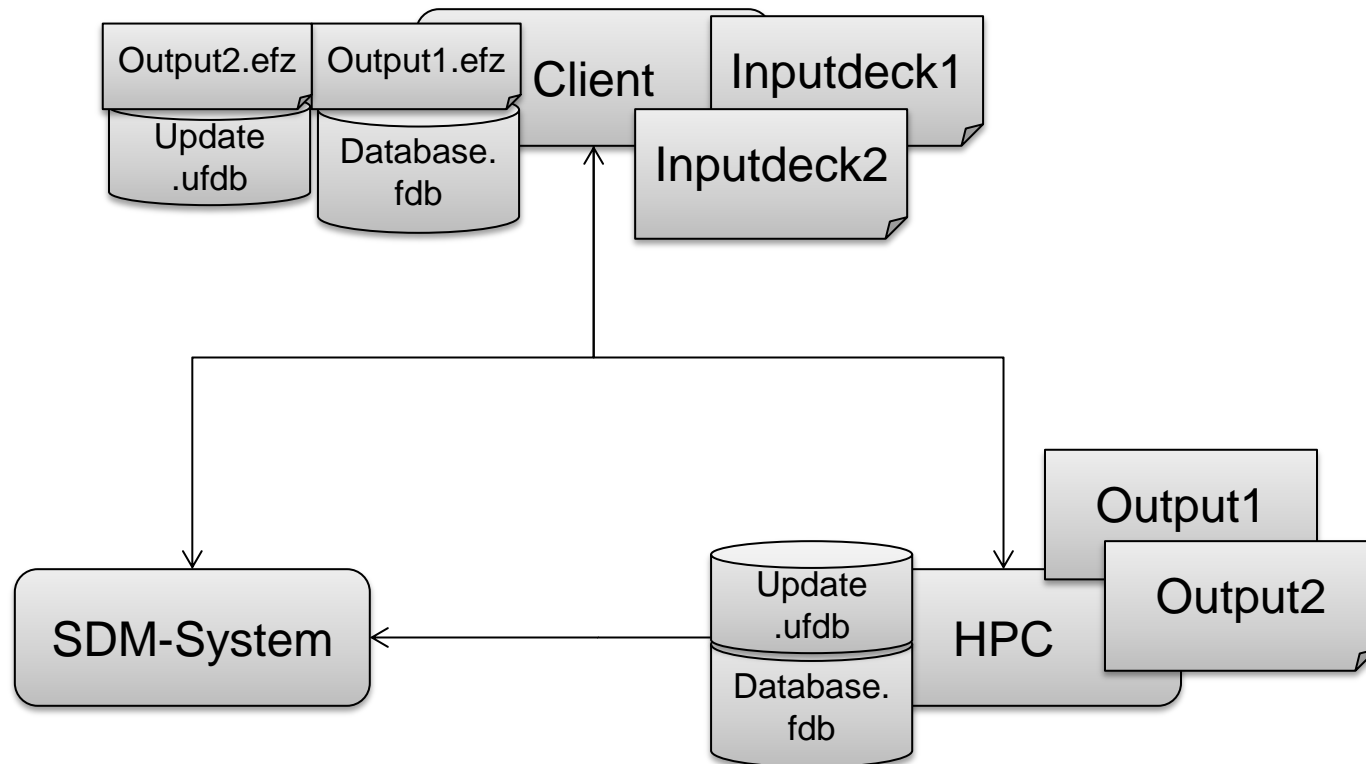 Output2.efz
Output1.efz
Client
Inputdeck1
Update
.ufdb
Database.
fdb
Inputdeck2
Output1
Output2
Update
.ufdb
HPC
SDM-System
Database.
fdb